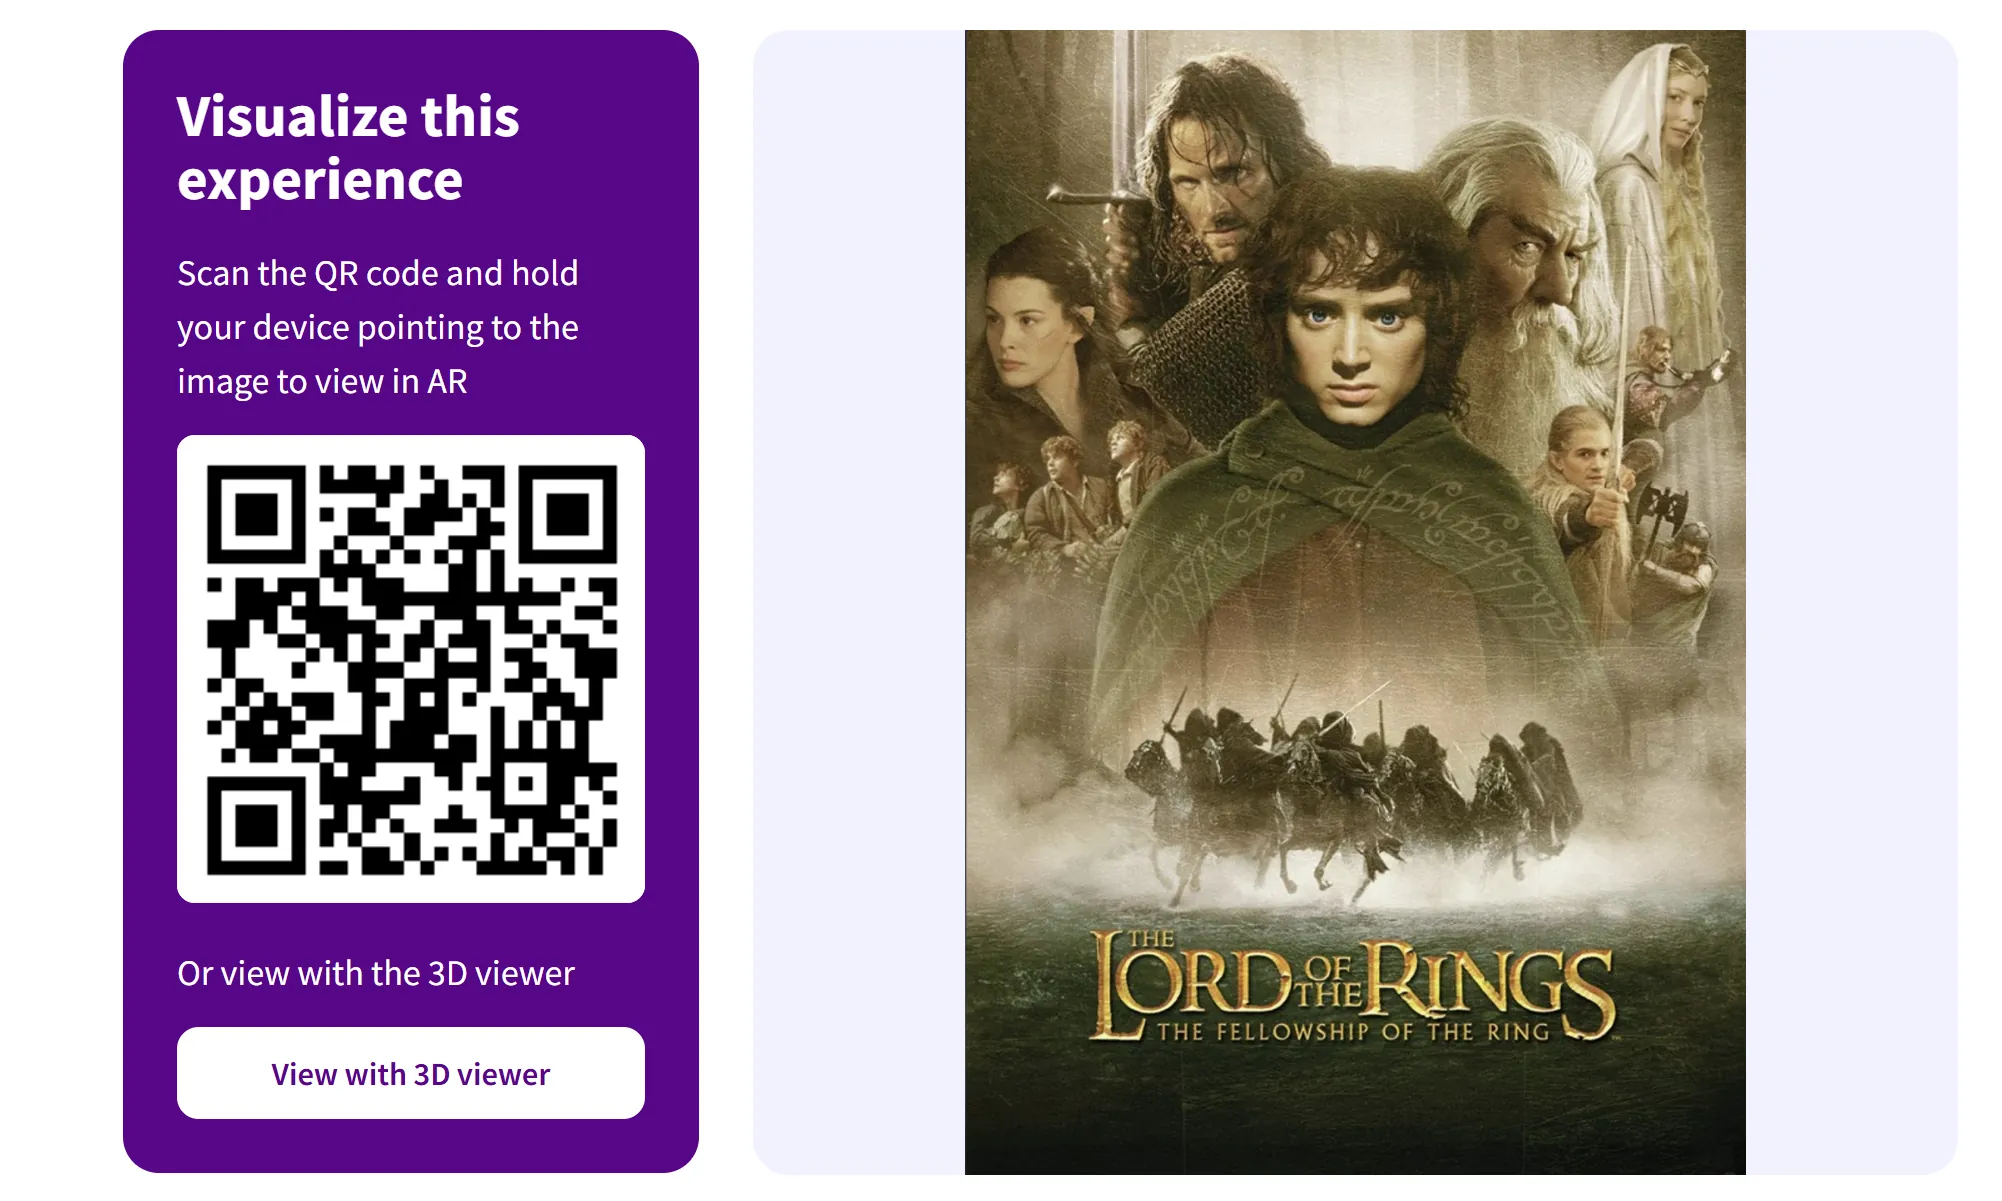 Visualize this
experience
Scan the QR code and hold
your device pointing to the
image to view in AR
Or view with the 3D viewer
View with 3D viewer
THE LORD OF THE RINGS
THE FELLOWSHIP OF THE RING